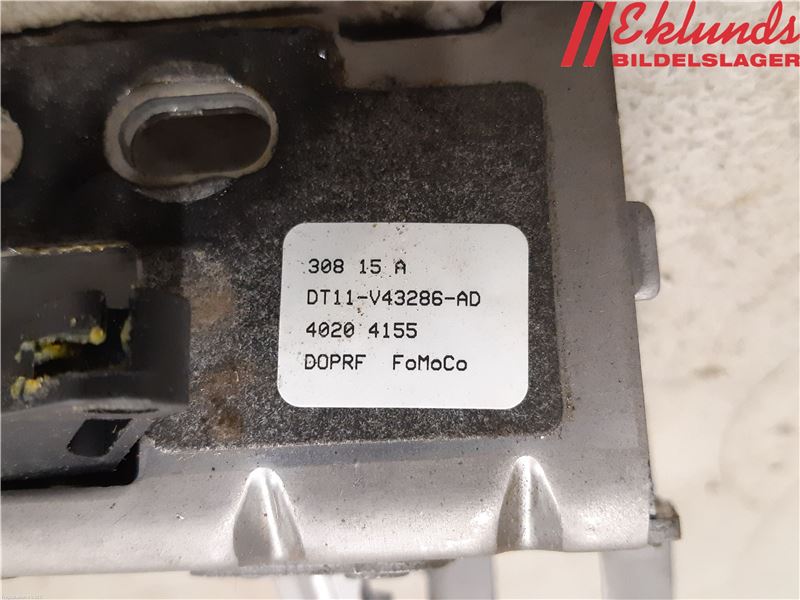 Eklunds
BILDELSLAGER
308 15 A
DT11-V43286-AD
4020 4155
DOPRF FoMoCo